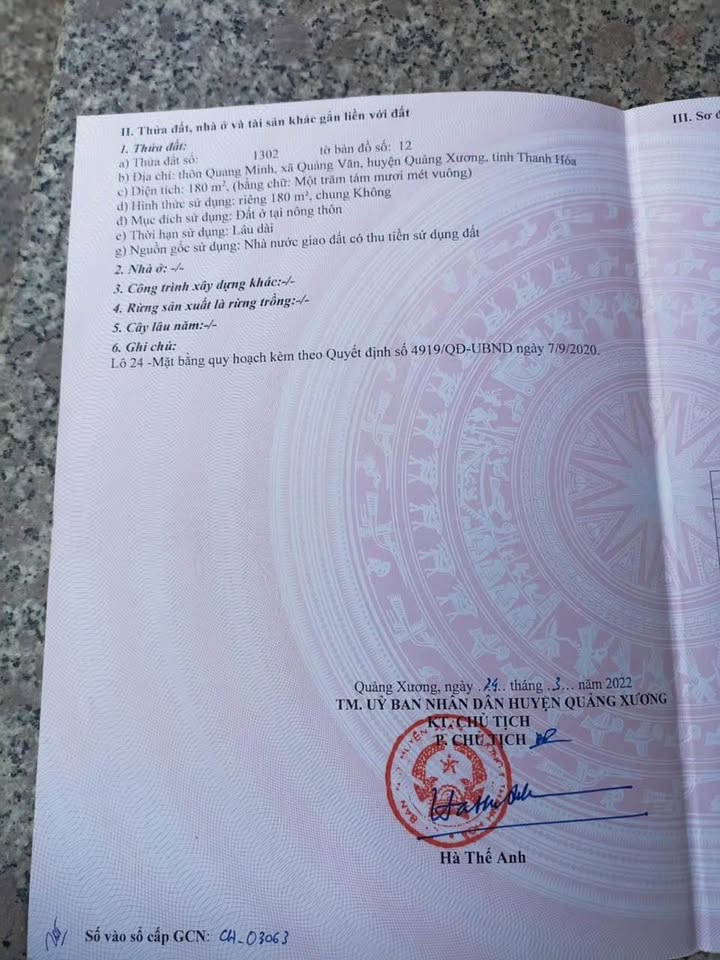 II. Thửa đất, nhà ở và tài sản khác gắn liền với đất
1. Thửa đất:
a) Thửa đất số: 1302 tờ bản đồ số: 12
b) Địa chỉ: thôn Quang Minh, xã Quảng Văn, huyện Quảng Xương, tỉnh Thanh Hóa
c) Diện tích: 180 m², (bằng chữ: Một trăm tám mươi mét vuông)
d) Hình thức sử dụng: riêng 180 m², chung Không
đ) Mục đích sử dụng: Đất ở tại nông thôn
e) Thời hạn sử dụng: Lâu dài
g) Nguồn gốc sử dụng: Nhà nước giao đất có thu tiền sử dụng đất
2. Nhà ở: -/-
3. Công trình xây dựng khác:-/-
4. Rừng sản xuất là rừng trồng:-/-
5. Cây lâu năm:-/-
6. Ghi chú:
Lô 24 -Mặt bằng quy hoạch kèm theo Quyết định số 4919/QĐ-UBND ngày 7/9/2020.
III. Sơ đ
Quảng Xương, ngày .24.. tháng .3... năm 2022
TM. UỶ BAN NHÂN DÂN HUYỆN QUẢNG XƯƠNG
KT. CHỦ TỊCH
P. CHỦ TỊCH
Hà Thế Anh
Số vào sổ cấp GCN: CH_03063